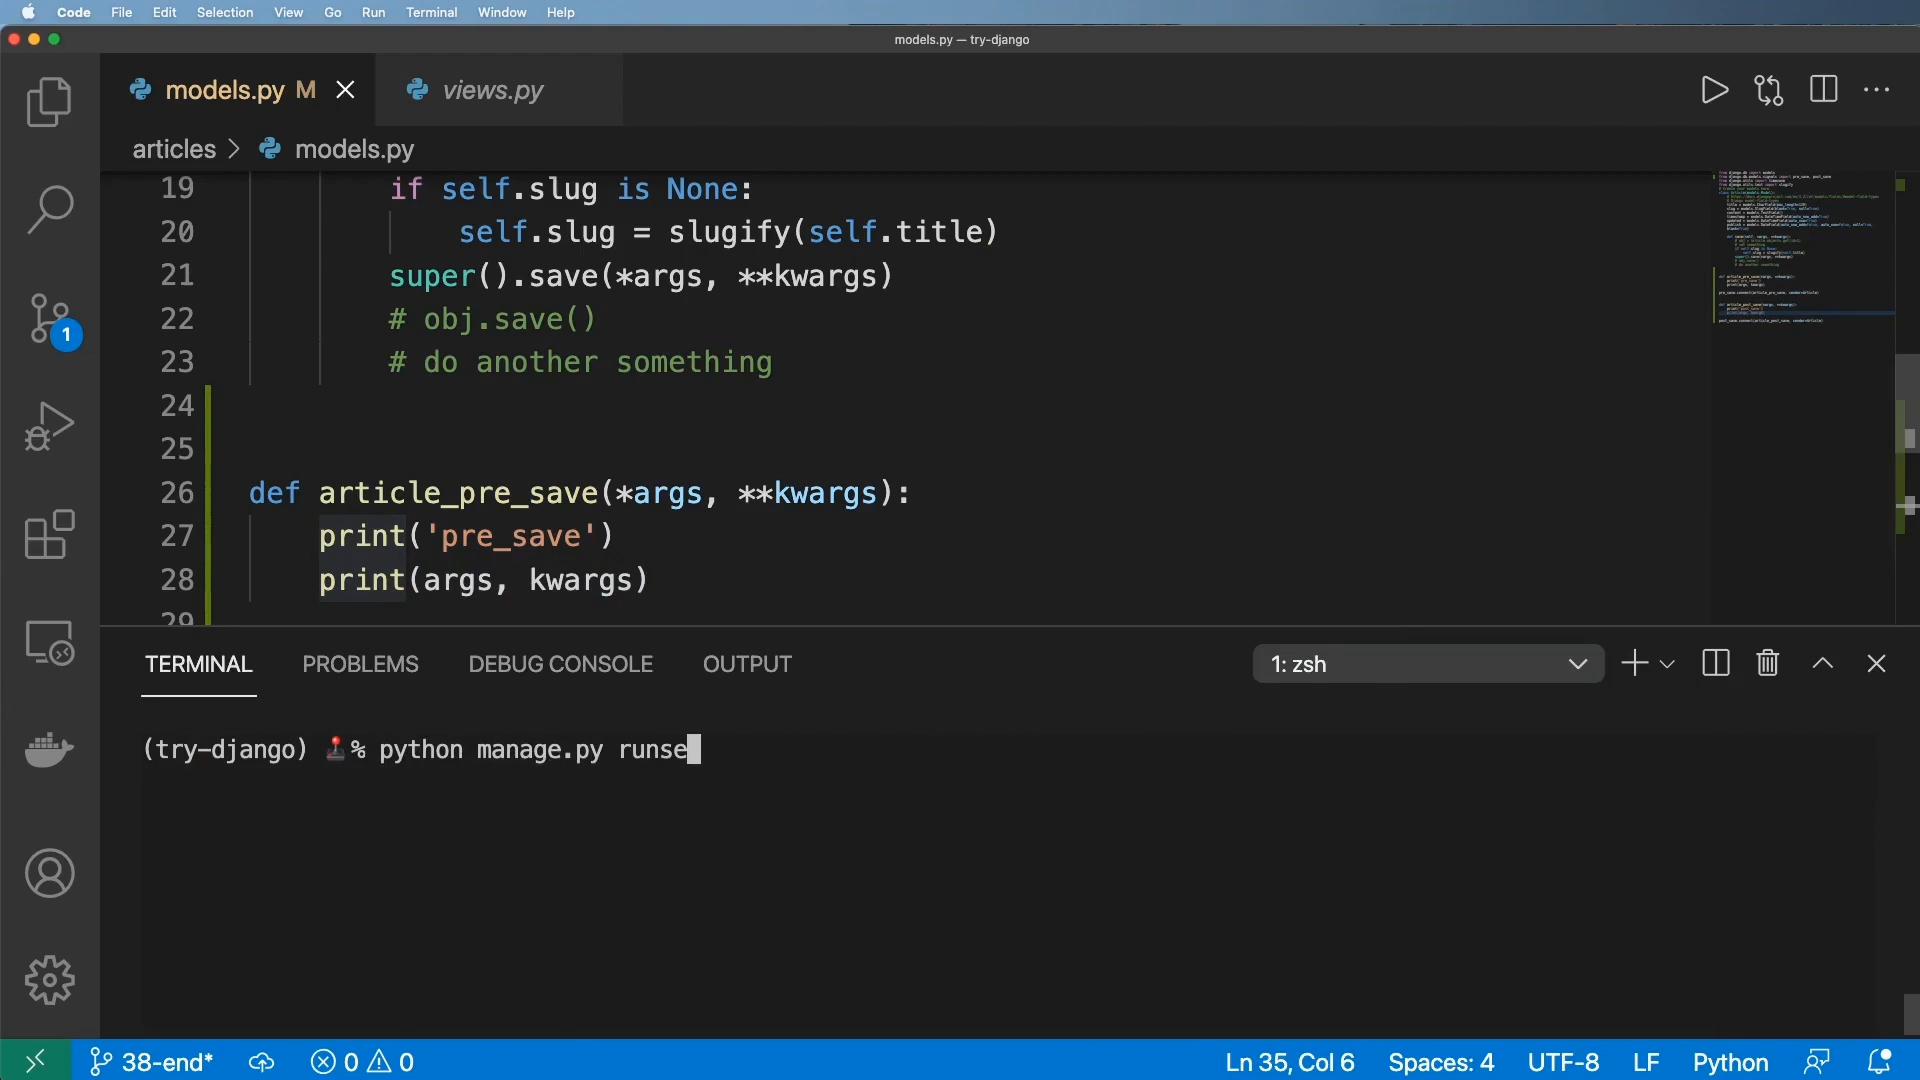 Code File Edit Selection View Go Run Terminal Window Help
models.py — try-django
models.py M
views.py
articles > models.py
19 if self.slug is None:
20 self.slug = slugify(self.title)
21 super().save(*args, **kwargs)
22 # obj.save()
23 # do another something
24
25
26 def article_pre_save(*args, **kwargs):
27 print('pre_save')
28 print(args, kwargs)
29
1
TERMINAL PROBLEMS DEBUG CONSOLE OUTPUT 1: zsh
(try-django) % python manage.py runse
38-end* 0 0 Ln 35, Col 6 Spaces: 4 UTF-8 LF Python